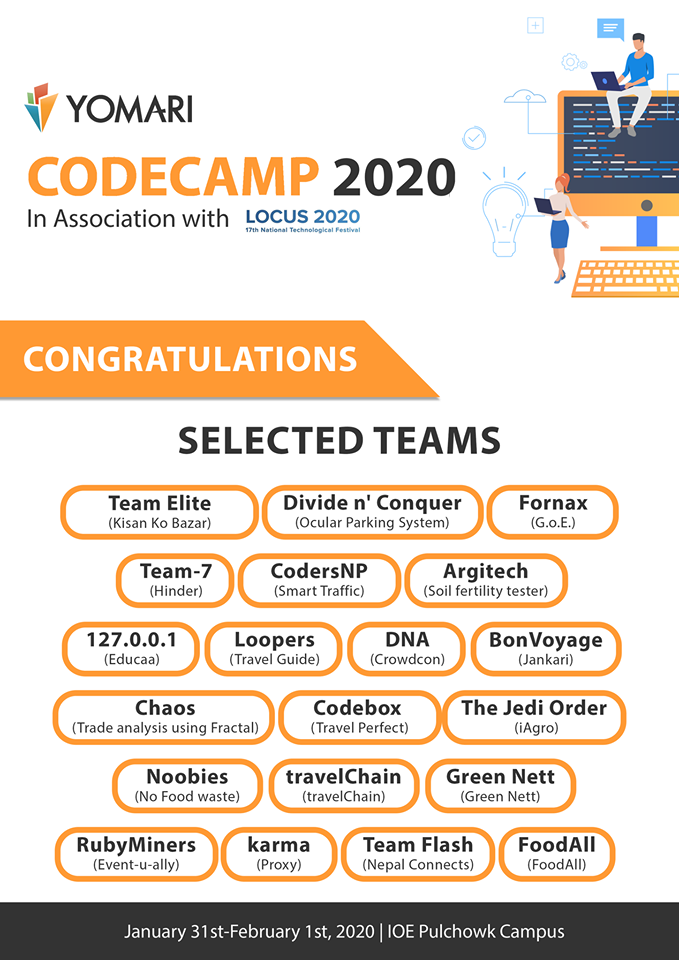 YOMARI
CODECAMP 2020
In Association with LOCUS 2020
17th National Technological Festival
CONGRATULATIONS
SELECTED TEAMS
Team Elite
(Kisan Ko Bazar)
Divide n' Conquer
(Ocular Parking System)
Fornax
(G.o.E.)
Team-7
(Hinder)
CodersNP
(Smart Traffic)
Argitech
(Soil fertility tester)
127.0.0.1
(Educaa)
Loopers
(Travel Guide)
DNA
(Crowdcon)
BonVoyage
(Jankari)
Chaos
(Trade analysis using Fractal)
Codebox
(Travel Perfect)
The Jedi Order
(iAgro)
Noobies
(No Food waste)
travelChain
(travelChain)
Green Nett
(Green Nett)
RubyMiners
(Event-u-ally)
karma
(Proxy)
Team Flash
(Nepal Connects)
FoodAll
(FoodAll)
January 31st-February 1st, 2020 | IOE Pulchowk Campus